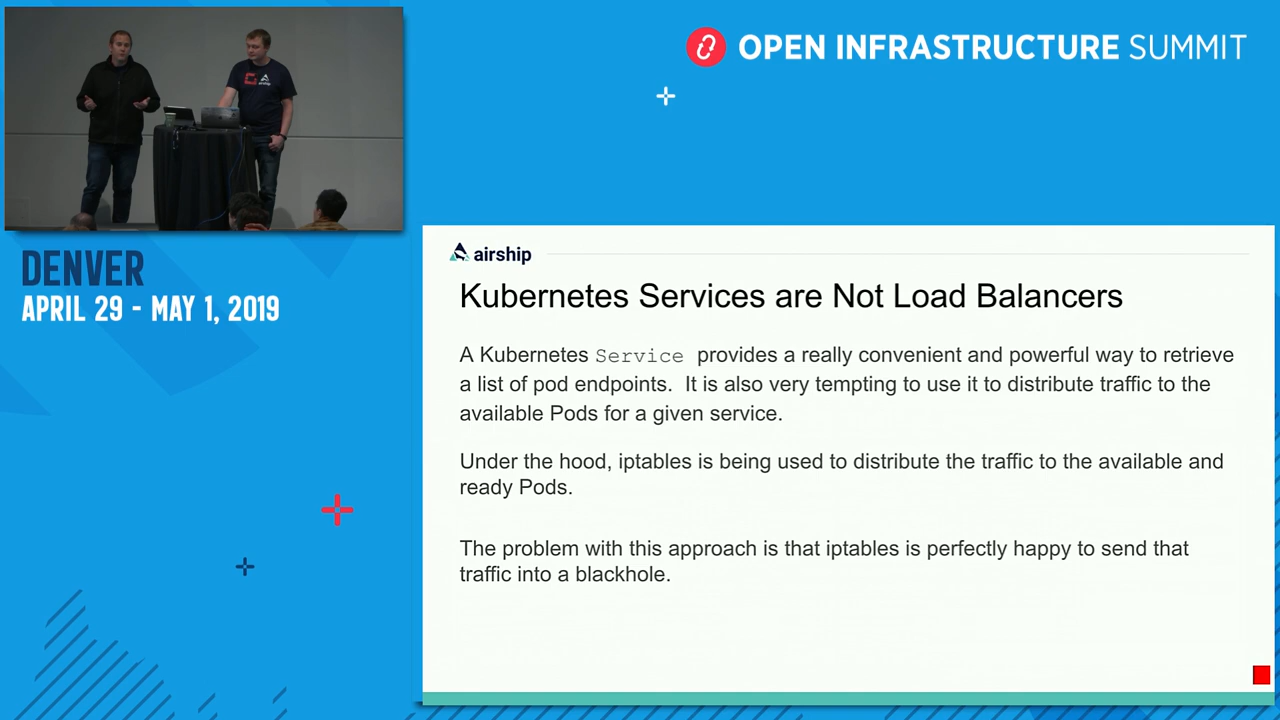 OPEN INFRASTRUCTURE SUMMIT
airship
DENVER
APRIL 29 - MAY 1, 2019
airship
Kubernetes Services are Not Load Balancers
A Kubernetes Service provides a really convenient and powerful way to retrieve
a list of pod endpoints. It is also very tempting to use it to distribute traffic to the
available Pods for a given service.
Under the hood, iptables is being used to distribute the traffic to the available and
ready Pods.
The problem with this approach is that iptables is perfectly happy to send that
traffic into a blackhole.